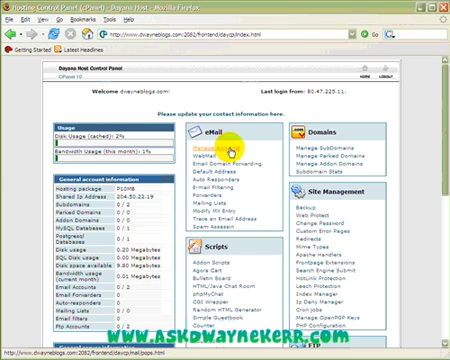 Hosting Control Panel (cPanel) - Dayana Host - Mozilla Firefox
File Edit View Go Bookmarks Tools Help
http://www.dwayneblogs.com:2082/frontend/daycp/index.html
Getting Started Latest Headlines
Dayana Host Control Panel
CPanel 10
HOME LOGOUT
Welcome dwayneblogs.com!
Last login from: 80.47.225.11.
Please update your contact information here.
Usage
Disk Usage (cached): 2%
Bandwidth Usage (this month): 1%
General account information
Hosting package P10MB
Shared Ip Address 204.50.22.19
Subdomains 0 / 2
Parked Domains 0 / 0
Addon Domains 0 / 0
MySQL Databases 0 / 1
Postgresql Databases 0 / 1
Disk usage 0.20 Megabytes
SQL Disk usage 0.00 Megabytes
Disk space available 9.80 Megabytes
Bandwidth usage (current month) 0.01 Megabytes
Email Accounts 0 / 2
Email Forwarders 0
Auto-responders 0
Mailing Lists 0 / 0
Email filters 0
Ftp Accounts 0 / 2
eMail
Manage
WebMail
Email Domain Forwarding
Default Address
Auto Responders
E-mail Filtering
Forwarders
Mailing Lists
Modify MX Entry
Trace an Email Address
Spam Assassin
Scripts
Addon Scripts
Agora Cart
Bulletin Board
HTML/Java Chat Room
phpMyChat
CGI Wrapper
Random HTML Generator
Simple Guestbook
Counter
Domains
Manage SubDomains
Manage Parked Domains
Manage Addon Domains
Subdomain Stats
Site Management
Backup
Web Protect
Change Password
Custom Error Pages
Redirects
Mime Types
Apache Handlers
Frontpage Extensions
Search Engine Submit
HotLink Protection
Leech Protect
Index Manager
Ip Deny Manager
Cron Jobs
Manage OpenPGP Keys
PHP Configuration
FTP
www.ASKDWAYNEKERR.com
http://www.dwayneblogs.com:2082/frontend/daycp/mail/pops.html